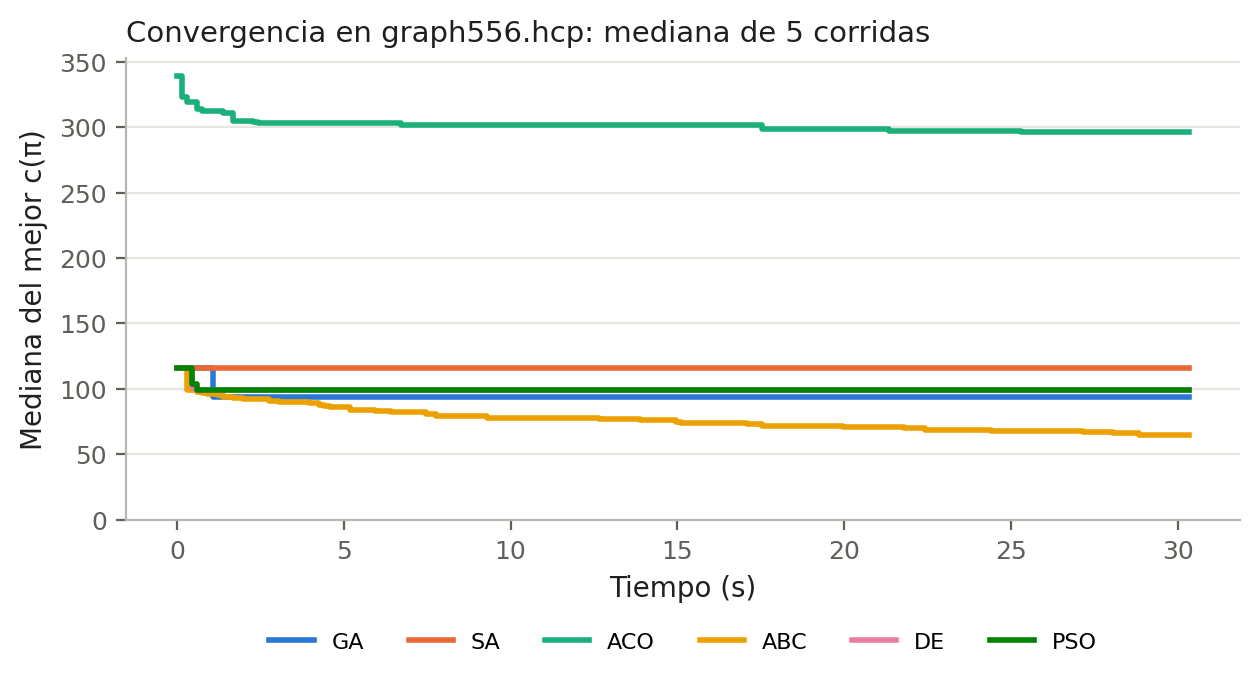 Convergencia en graph556.hcp: mediana de 5 corridas
Mediana del mejor c(π)
350
300
250
200
150
100
50
0
0 5 10 15 20 25 30
Tiempo (s)
GA SA ACO ABC DE PSO